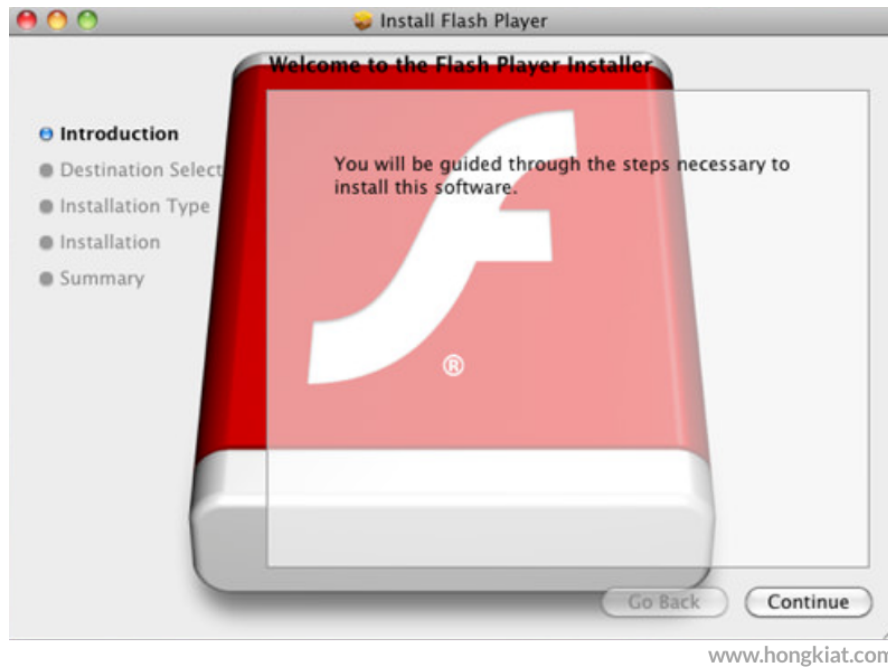 Install Flash Player
Welcome to the Flash Player Installer
Introduction
Destination Select
Installation Type
Installation
Summary
You will be guided through the steps necessary to
install this software.
®
Go Back
Continue
www.hongkiat.com